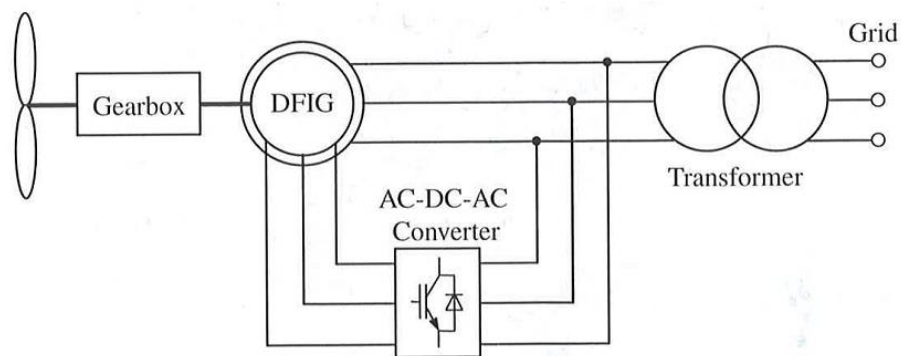 Grid
Gearbox
DFIG
Transformer
AC-DC-AC
Converter